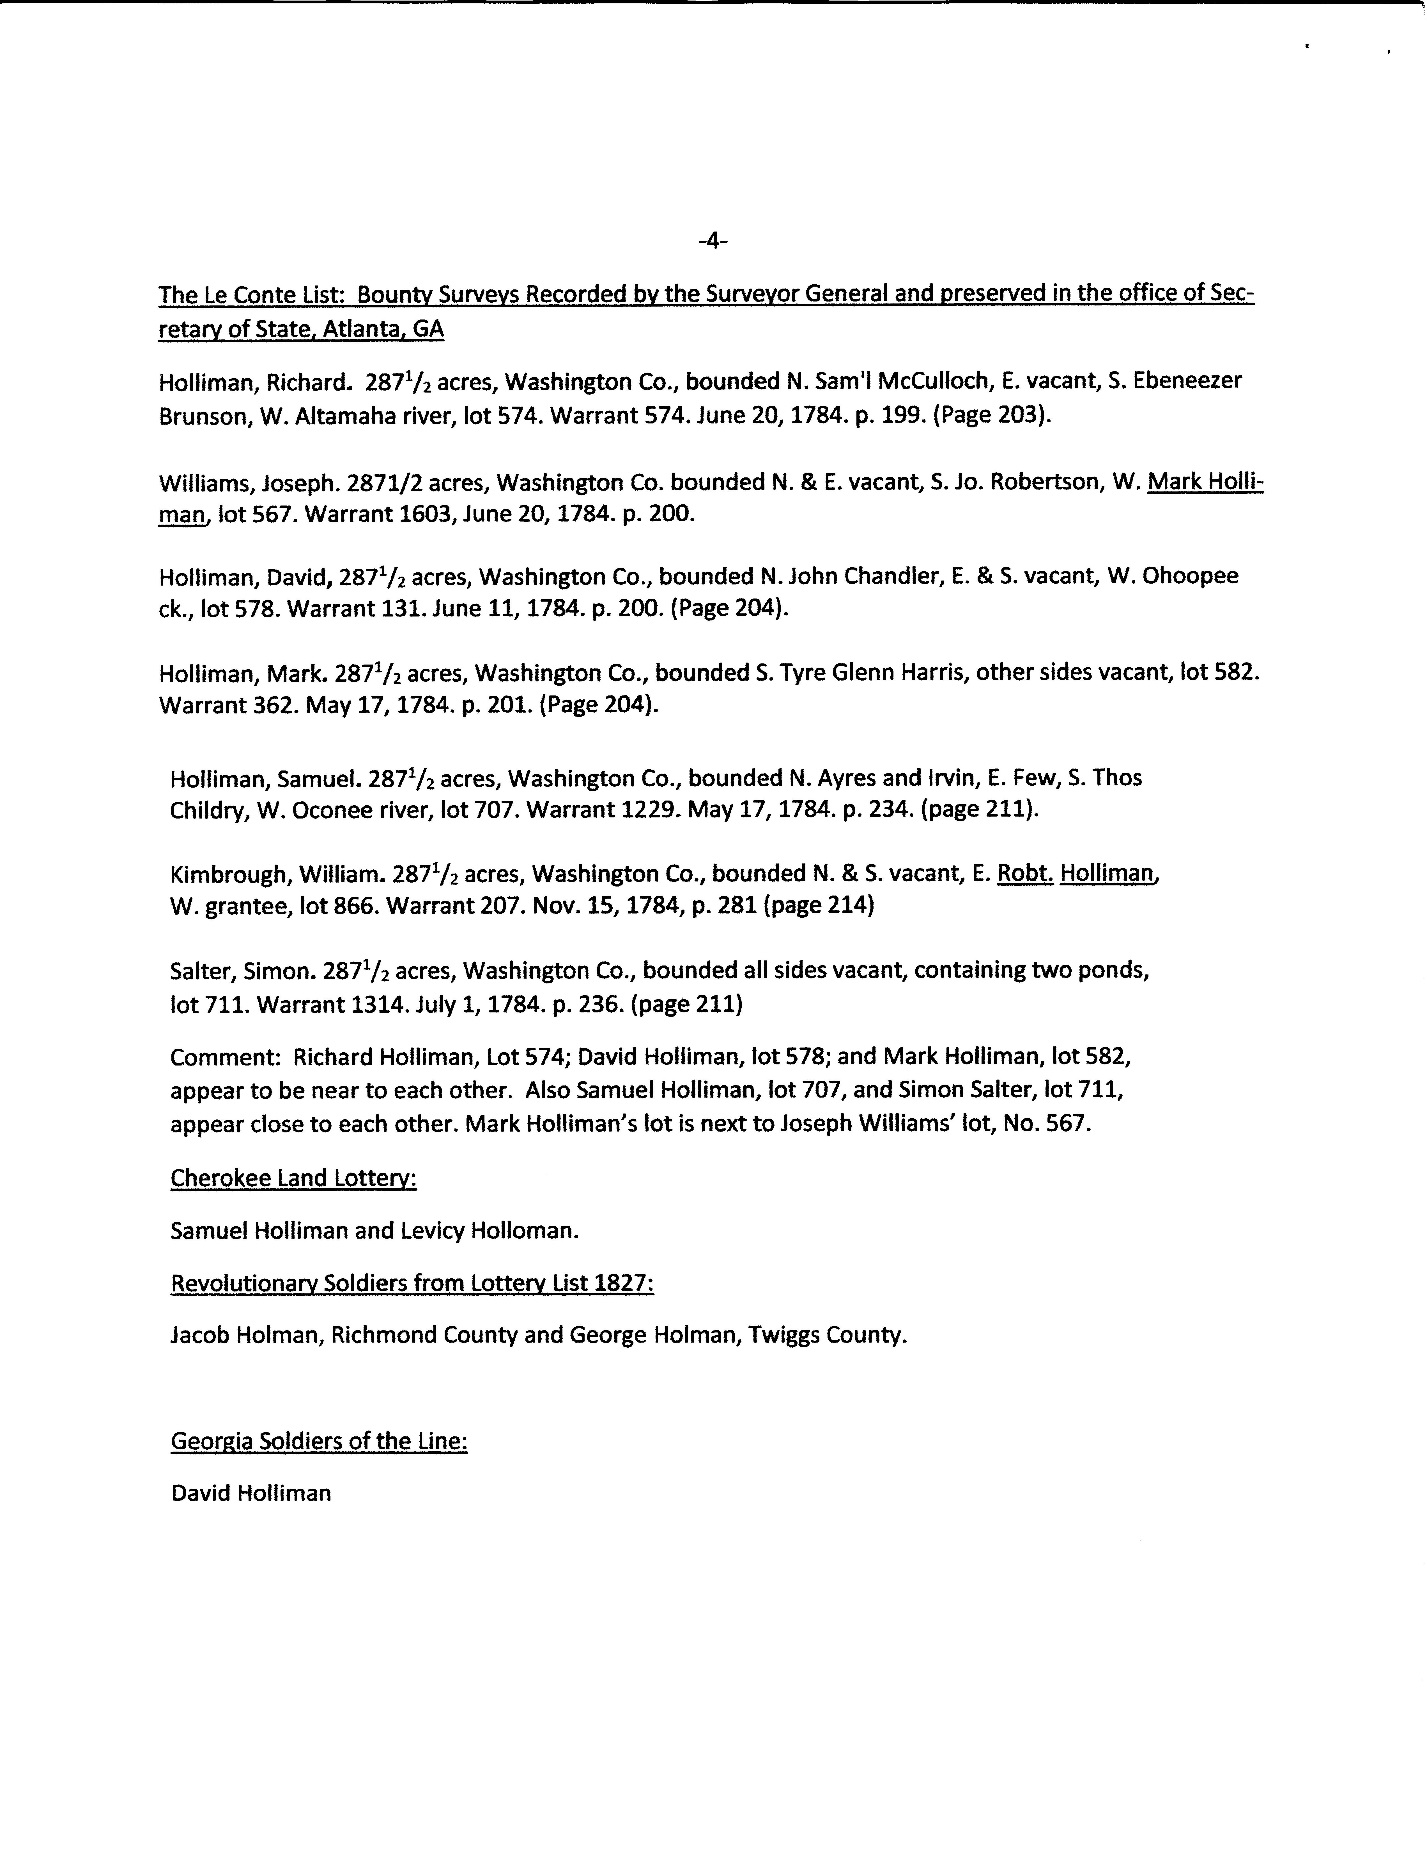 -4-
The Le Conte List: Bounty Surveys Recorded by the Surveyor General and preserved in the office of Sec-
retary of State, Atlanta, GA
Holliman, Richard. 287¹/₂ acres, Washington Co., bounded N. Sam'l McCulloch, E. vacant, S. Ebeneezer
Brunson, W. Altamaha river, lot 574. Warrant 574. June 20, 1784. p. 199. (Page 203).
Williams, Joseph. 2871/2 acres, Washington Co. bounded N. & E. vacant, S. Jo. Robertson, W. Mark Holli-
man, lot 567. Warrant 1603, June 20, 1784. p. 200.
Holliman, David, 287¹/₂ acres, Washington Co., bounded N. John Chandler, E. & S. vacant, W. Ohoopee
ck., lot 578. Warrant 131. June 11, 1784. p. 200. (Page 204).
Holliman, Mark. 287¹/₂ acres, Washington Co., bounded S. Tyre Glenn Harris, other sides vacant, lot 582.
Warrant 362. May 17, 1784. p. 201. (Page 204).
Holliman, Samuel. 287¹/₂ acres, Washington Co., bounded N. Ayres and Irvin, E. Few, S. Thos
Childry, W. Oconee river, lot 707. Warrant 1229. May 17, 1784. p. 234. (page 211).
Kimbrough, William. 287¹/₂ acres, Washington Co., bounded N. & S. vacant, E. Robt. Holliman,
W. grantee, lot 866. Warrant 207. Nov. 15, 1784, p. 281 (page 214)
Salter, Simon. 287¹/₂ acres, Washington Co., bounded all sides vacant, containing two ponds,
lot 711. Warrant 1314. July 1, 1784. p. 236. (page 211)
Comment: Richard Holliman, Lot 574; David Holliman, lot 578; and Mark Holliman, lot 582,
appear to be near to each other. Also Samuel Holliman, lot 707, and Simon Salter, lot 711,
appear close to each other. Mark Holliman's lot is next to Joseph Williams' lot, No. 567.
Cherokee Land Lottery:
Samuel Holliman and Levicy Holloman.
Revolutionary Soldiers from Lottery List 1827:
Jacob Holman, Richmond County and George Holman, Twiggs County.
Georgia Soldiers of the Line:
David Holliman